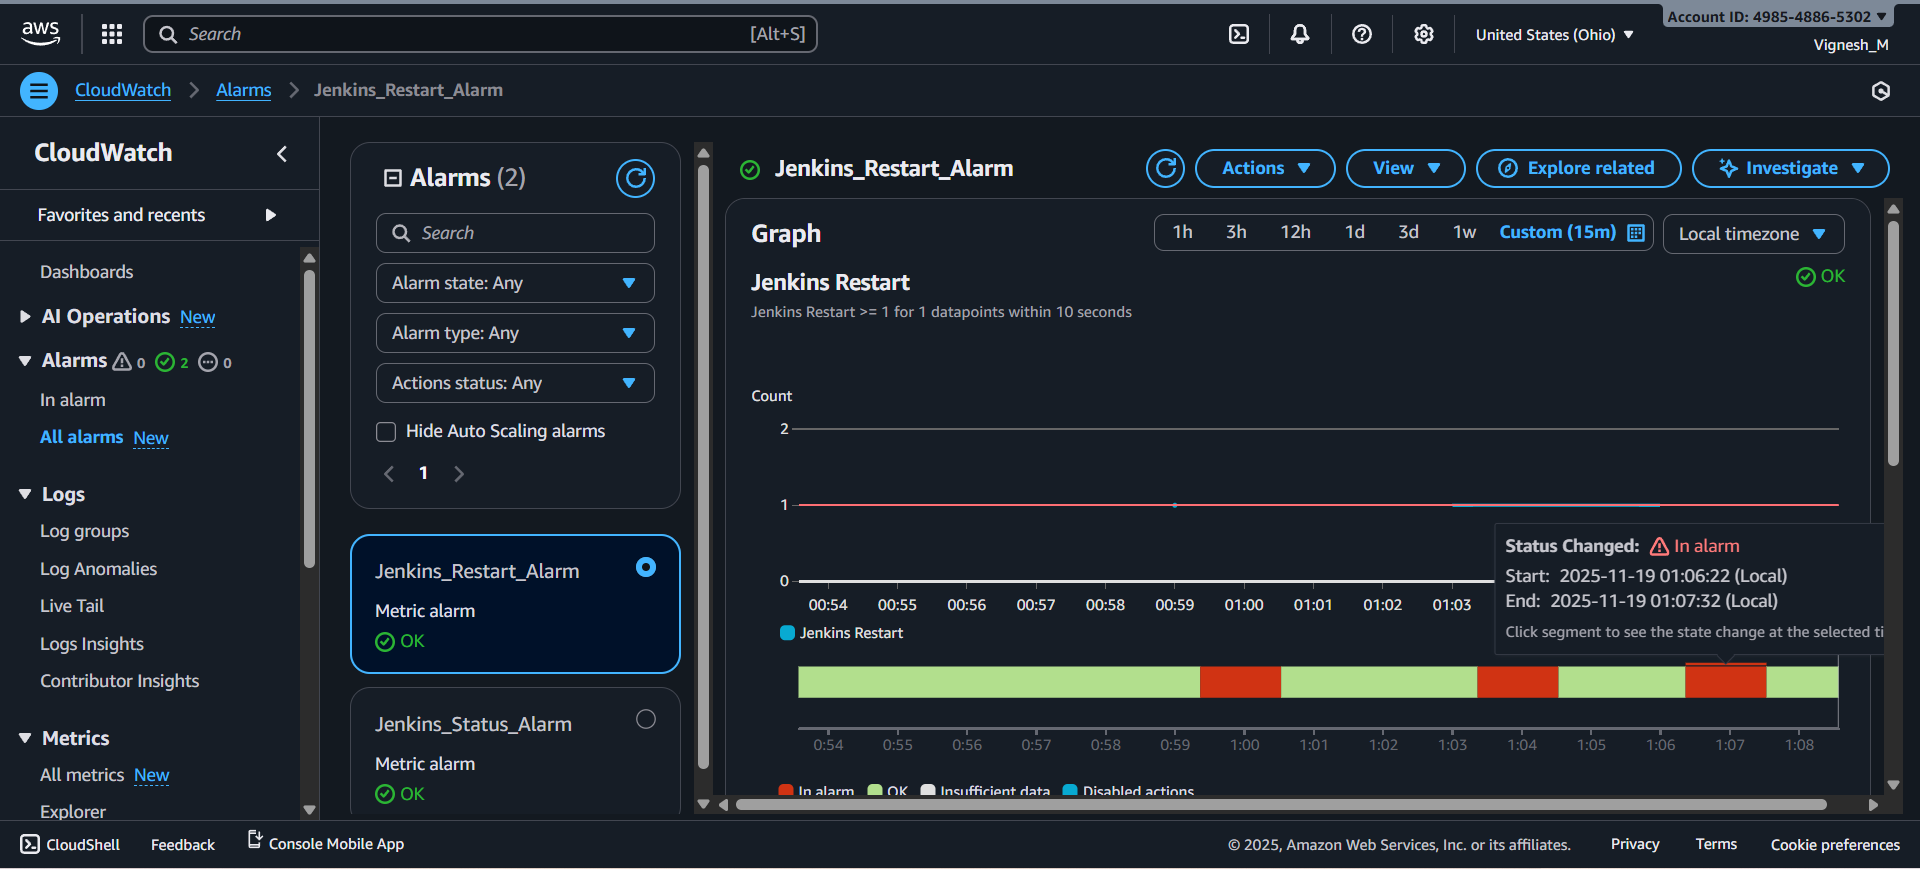 aws
Search
[Alt+S]
United States (Ohio)
Account ID: 4985-4886-5302
Vignesh_M
CloudWatch
Alarms
Jenkins_Restart_Alarm
CloudWatch
Favorites and recents
Dashboards
AI Operations New
Alarms 0 2 0
In alarm
All alarms New
Logs
Log groups
Log Anomalies
Live Tail
Logs Insights
Contributor Insights
Metrics
All metrics New
Explorer
Alarms (2)
Search
Alarm state: Any
Alarm type: Any
Actions status: Any
Hide Auto Scaling alarms
1
Jenkins_Restart_Alarm
Metric alarm
OK
Jenkins_Status_Alarm
Metric alarm
OK
Jenkins_Restart_Alarm
Actions
View
Explore related
Investigate
Graph
1h 3h 12h 1d 3d 1w Custom (15m)
Local timezone
Jenkins Restart
OK
Jenkins Restart >= 1 for 1 datapoints within 10 seconds
Count
2
1
0
00:54 00:55 00:56 00:57 00:58 00:59 01:00 01:01 01:02 01:03
Jenkins Restart
Status Changed: In alarm
Start: 2025-11-19 01:06:22 (Local)
End: 2025-11-19 01:07:32 (Local)
Click segment to see the state change at the selected ti
0:54 0:55 0:56 0:57 0:58 0:59 1:00 1:01 1:02 1:03 1:04 1:05 1:06 1:07 1:08
In alarm OK Insufficient data Disabled actions
CloudShell
Feedback
Console Mobile App
© 2025, Amazon Web Services, Inc. or its affiliates.
Privacy
Terms
Cookie preferences